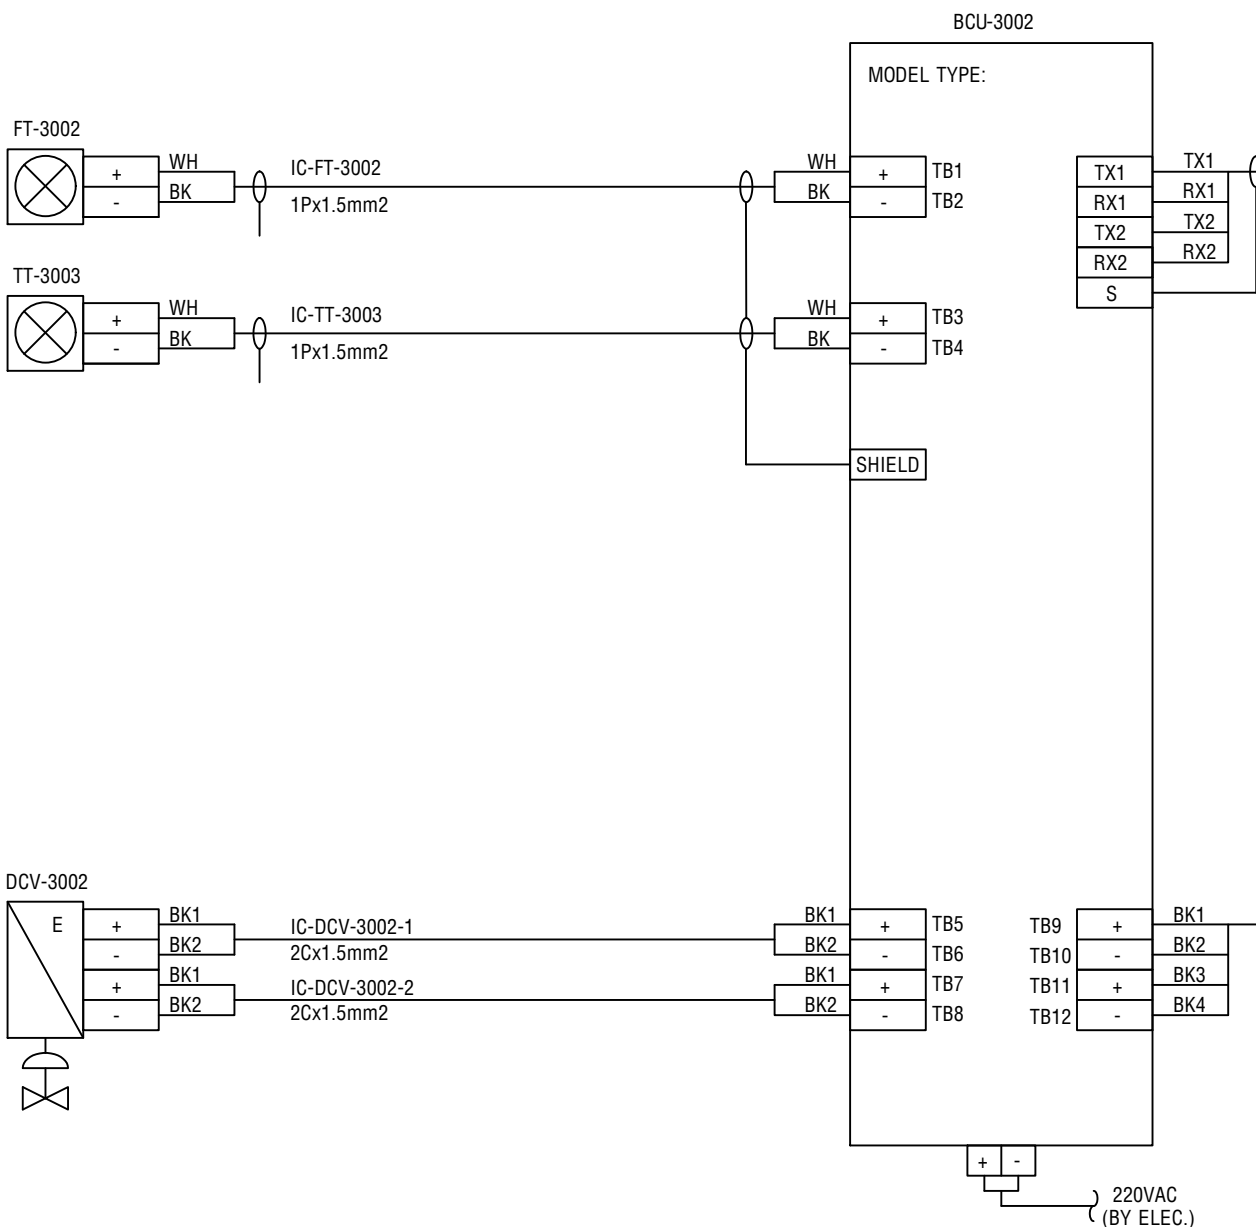 BCU-3002
MODEL TYPE:
FT-3002
+ WH IC-FT-3002 WH + TB1
- BK 1Px1.5mm2 BK - TB2
TX1 TX1
RX1 RX1
TX2 TX2
RX2 RX2
S
TT-3003
+ WH IC-TT-3003 WH + TB3
- BK 1Px1.5mm2 BK - TB4
SHIELD
DCV-3002
E
+ BK1 IC-DCV-3002-1 BK1 + TB5
- BK2 2Cx1.5mm2 BK2 - TB6
+ BK1 IC-DCV-3002-2 BK1 + TB7
- BK2 2Cx1.5mm2 BK2 - TB8
TB9 + BK1
TB10 - BK2
TB11 + BK3
TB12 - BK4
+ -
220VAC
(BY ELEC.)